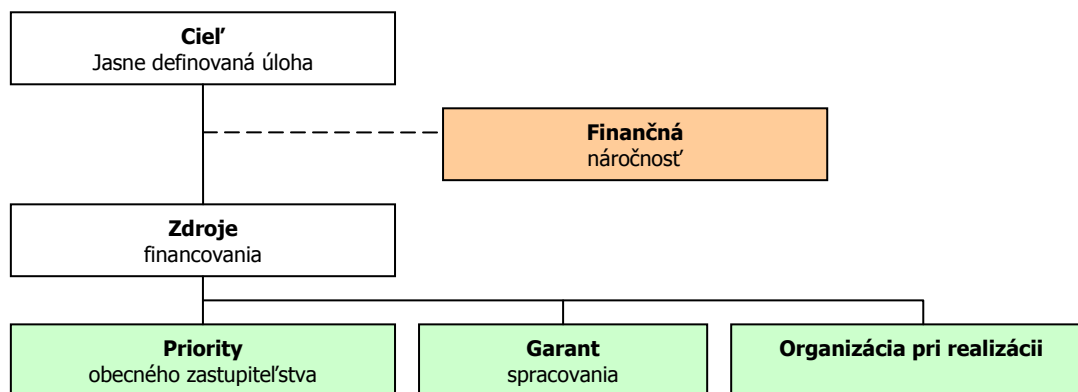 Cieľ
Jasne definovaná úloha
Finančná
náročnosť
Zdroje
financovania
Priority
obecného zastupiteľstva
Garant
spracovania
Organizácia pri realizácii